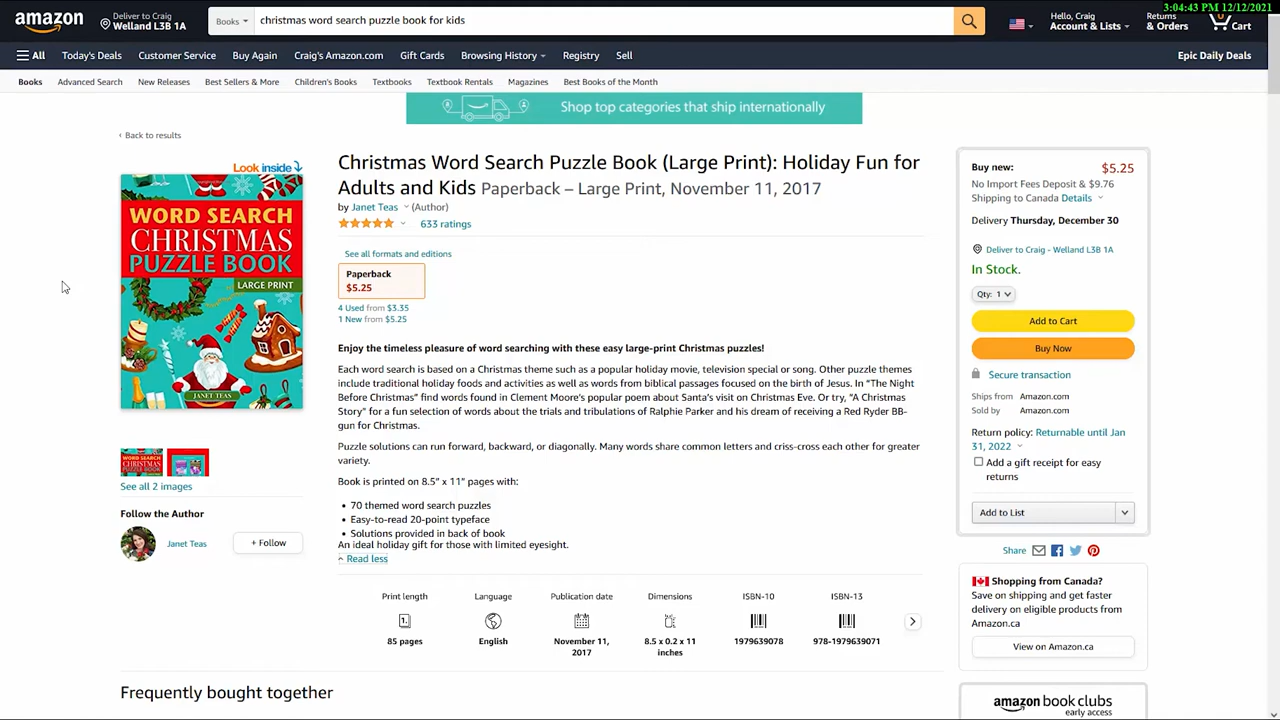 3:04:43 PM 12/12/2021
amazon
Deliver to Craig
Welland L3B 1A
Books
christmas word search puzzle book for kids
Hello, Craig
Account & Lists
Returns
& Orders
0
Cart
All
Today's Deals
Customer Service
Buy Again
Craig's Amazon.com
Gift Cards
Browsing History
Registry
Sell
Epic Daily Deals
Books
Advanced Search
New Releases
Best Sellers & More
Children's Books
Textbooks
Textbook Rentals
Magazines
Best Books of the Month
Shop top categories that ship internationally
‹ Back to results
Look inside
WORD SEARCH
CHRISTMAS
PUZZLE BOOK
LARGE PRINT
JANET TEAS
See all 2 images
Follow the Author
Janet Teas
+ Follow
Christmas Word Search Puzzle Book (Large Print): Holiday Fun for
Adults and Kids Paperback – Large Print, November 11, 2017
by Janet Teas (Author)
633 ratings
See all formats and editions
Paperback
$5.25
4 Used from $3.35
1 New from $5.25
Enjoy the timeless pleasure of word searching with these easy large-print Christmas puzzles!
Each word search is based on a Christmas theme such as a popular holiday movie, television special or song. Other puzzle themes
include traditional holiday foods and activities as well as words from biblical passages focused on the birth of Jesus. In “The Night
Before Christmas” find words found in Clement Moore's popular poem about Santa's visit on Christmas Eve. Or try, “A Christmas
Story” for a fun selection of words about the trials and tribulations of Ralphie Parker and his dream of receiving a Red Ryder BB-
gun for Christmas.
Puzzle solutions can run forward, backward, or diagonally. Many words share common letters and criss-cross each other for greater
variety.
Book is printed on 8.5” x 11” pages with:
• 70 themed word search puzzles
• Easy-to-read 20-point typeface
• Solutions provided in back of book
An ideal holiday gift for those with limited eyesight.
Read less
Print length
85 pages
Language
English
Publication date
November 11,
2017
Dimensions
8.5 x 0.2 x 11
inches
ISBN-10
1979639078
ISBN-13
978-1979639071
Frequently bought together
Buy new:
$5.25
No Import Fees Deposit & $9.76
Shipping to Canada Details
Delivery Thursday, December 30
Deliver to Craig - Welland L3B 1A
In Stock.
Qty: 1
Add to Cart
Buy Now
Secure transaction
Ships from Amazon.com
Sold by Amazon.com
Return policy: Returnable until Jan
31, 2022
Add a gift receipt for easy
returns
Add to List
Share
Shopping from Canada?
Save on shipping and get faster
delivery on eligible products from
Amazon.ca
View on Amazon.ca
amazon book clubs
early access